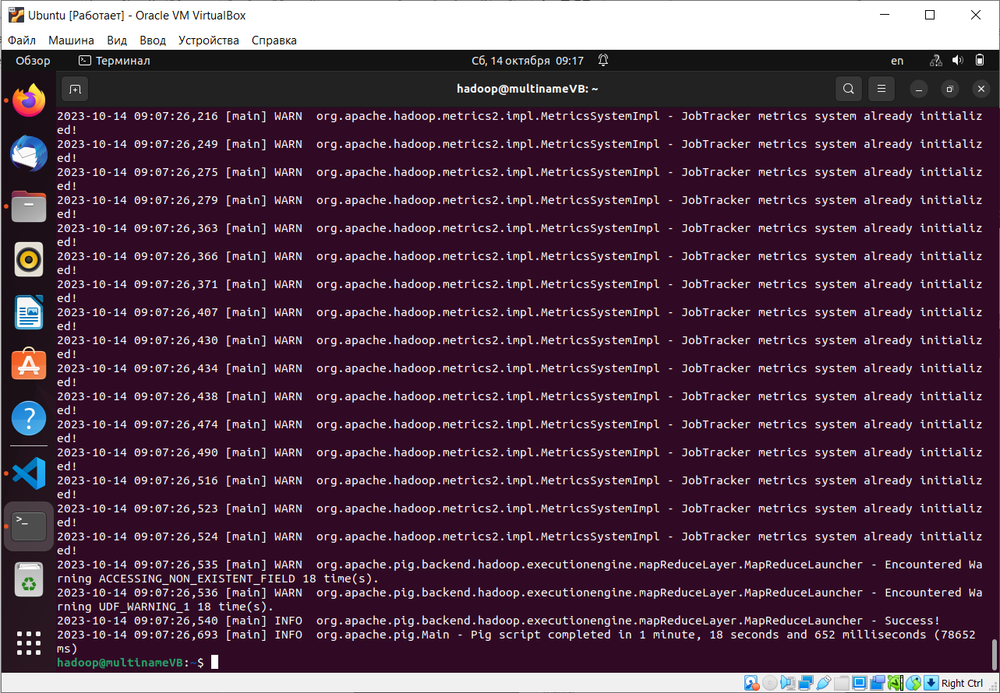 Ubuntu [Работает] - Oracle VM VirtualBox
Файл Машина Вид Ввод Устройства Справка
Обзор Терминал Сб, 14 октября 09:17 en
hadoop@multinameVB: ~
2023-10-14 09:07:26,216 [main] WARN  org.apache.hadoop.metrics2.impl.MetricsSystemImpl - JobTracker metrics system already initializ
ed!
2023-10-14 09:07:26,249 [main] WARN  org.apache.hadoop.metrics2.impl.MetricsSystemImpl - JobTracker metrics system already initializ
ed!
2023-10-14 09:07:26,275 [main] WARN  org.apache.hadoop.metrics2.impl.MetricsSystemImpl - JobTracker metrics system already initializ
ed!
2023-10-14 09:07:26,279 [main] WARN  org.apache.hadoop.metrics2.impl.MetricsSystemImpl - JobTracker metrics system already initializ
ed!
2023-10-14 09:07:26,363 [main] WARN  org.apache.hadoop.metrics2.impl.MetricsSystemImpl - JobTracker metrics system already initializ
ed!
2023-10-14 09:07:26,366 [main] WARN  org.apache.hadoop.metrics2.impl.MetricsSystemImpl - JobTracker metrics system already initializ
ed!
2023-10-14 09:07:26,371 [main] WARN  org.apache.hadoop.metrics2.impl.MetricsSystemImpl - JobTracker metrics system already initializ
ed!
2023-10-14 09:07:26,407 [main] WARN  org.apache.hadoop.metrics2.impl.MetricsSystemImpl - JobTracker metrics system already initializ
ed!
2023-10-14 09:07:26,430 [main] WARN  org.apache.hadoop.metrics2.impl.MetricsSystemImpl - JobTracker metrics system already initializ
ed!
2023-10-14 09:07:26,434 [main] WARN  org.apache.hadoop.metrics2.impl.MetricsSystemImpl - JobTracker metrics system already initializ
ed!
2023-10-14 09:07:26,438 [main] WARN  org.apache.hadoop.metrics2.impl.MetricsSystemImpl - JobTracker metrics system already initializ
ed!
2023-10-14 09:07:26,474 [main] WARN  org.apache.hadoop.metrics2.impl.MetricsSystemImpl - JobTracker metrics system already initializ
ed!
2023-10-14 09:07:26,490 [main] WARN  org.apache.hadoop.metrics2.impl.MetricsSystemImpl - JobTracker metrics system already initializ
ed!
2023-10-14 09:07:26,516 [main] WARN  org.apache.hadoop.metrics2.impl.MetricsSystemImpl - JobTracker metrics system already initializ
ed!
2023-10-14 09:07:26,523 [main] WARN  org.apache.hadoop.metrics2.impl.MetricsSystemImpl - JobTracker metrics system already initializ
ed!
2023-10-14 09:07:26,524 [main] WARN  org.apache.hadoop.metrics2.impl.MetricsSystemImpl - JobTracker metrics system already initializ
ed!
2023-10-14 09:07:26,535 [main] WARN  org.apache.pig.backend.hadoop.executionengine.mapReduceLayer.MapReduceLauncher - Encountered Wa
rning ACCESSING_NON_EXISTENT_FIELD 18 time(s).
2023-10-14 09:07:26,536 [main] WARN  org.apache.pig.backend.hadoop.executionengine.mapReduceLayer.MapReduceLauncher - Encountered Wa
rning UDF_WARNING_1 18 time(s).
2023-10-14 09:07:26,540 [main] INFO  org.apache.pig.backend.hadoop.executionengine.mapReduceLayer.MapReduceLauncher - Success!
2023-10-14 09:07:26,693 [main] INFO  org.apache.pig.Main - Pig script completed in 1 minute, 18 seconds and 652 milliseconds (78652
ms)
hadoop@multinameVB:~$
Right Ctrl